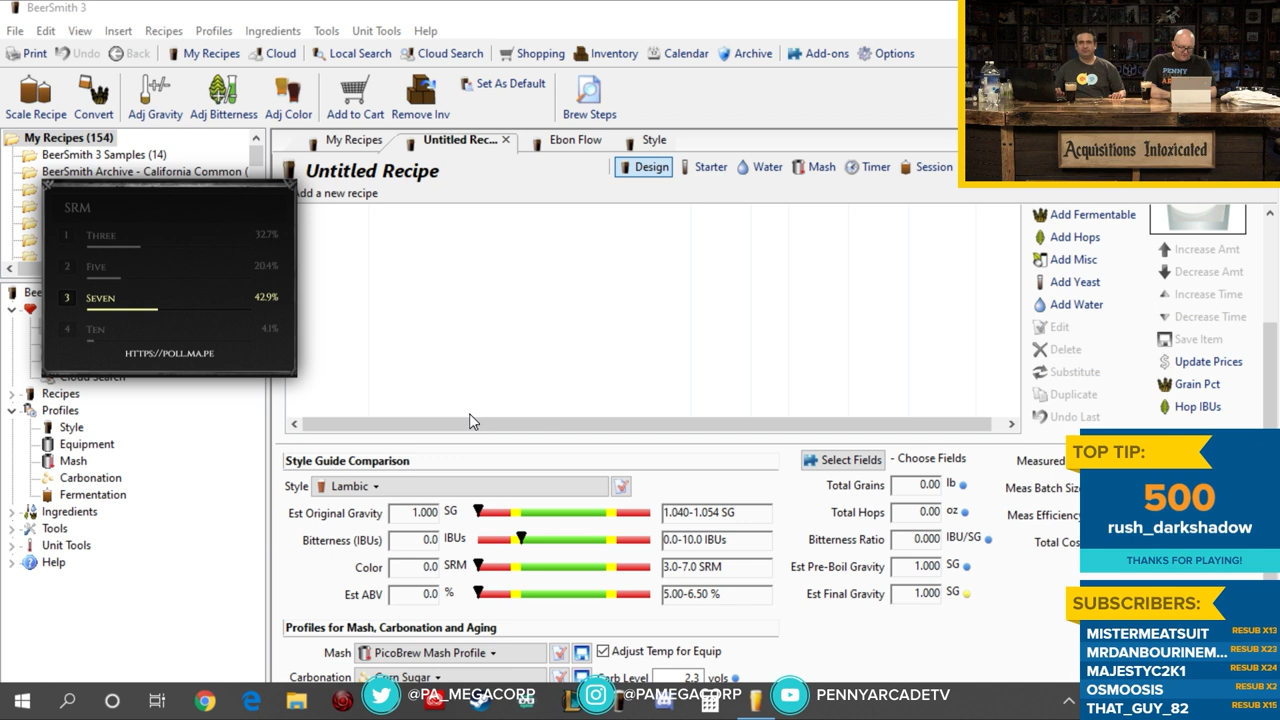 BeerSmith 3
File Edit View Insert Recipes Profiles Ingredients Tools Unit Tools Help
Print Undo Back My Recipes Cloud Local Search Cloud Search Shopping Inventory Calendar Archive Add-ons Options
Scale Recipe Convert Adj Gravity Adj Bitterness Adj Color Add to Cart Remove Inv Set As Default Brew Steps
My Recipes (154)
BeerSmith 3 Samples (14)
BeerSmith Archive - California Common (
My Recipes Untitled Rec... Ebon Flow Style
Untitled Recipe
Design Starter Water Mash Timer Session
Add a new recipe
SRM
1 THREE 32.7%
2 FIVE 20.4%
3 SEVEN 42.9%
4 TEN 4.1%
HTTPS://POLL.MA.PE
Bee
Cloud Search
Recipes
Profiles
Style
Equipment
Mash
Carbonation
Fermentation
Ingredients
Tools
Unit Tools
Help
Add Fermentable
Add Hops
Add Misc
Add Yeast
Add Water
Edit
Delete
Substitute
Duplicate
Undo Last
Increase Amt
Decrease Amt
Increase Time
Decrease Time
Save Item
Update Prices
Grain Pct
Hop IBUs
Style Guide Comparison
Style Lambic
Est Original Gravity 1.000 SG 1.040-1.054 SG
Bitterness (IBUs) 0.0 IBUs 0.0-10.0 IBUs
Color 0.0 SRM 3.0-7.0 SRM
Est ABV 0.0 % 5.00-6.50 %
Select Fields - Choose Fields
Total Grains 0.00 lb
Total Hops 0.00 oz
Bitterness Ratio 0.000 IBU/SG
Est Pre-Boil Gravity 1.000 SG
Est Final Gravity 1.000 SG
Measured
Meas Batch Siz
Meas Efficienc
Total Cos
Profiles for Mash, Carbonation and Aging
Mash PicoBrew Mash Profile Adjust Temp for Equip
Carbonation Corn Sugar Carb Level 2.3 vols
Acquisitions Intoxicated
PENNY
TOP TIP:
500
rush_darkshadow
THANKS FOR PLAYING!
SUBSCRIBERS:
MISTERMEATSUIT RESUB X13
MRDANBOURINEM... RESUB X23
MAJESTYC2K1 RESUB X24
OSMOOSIS RESUB X2
THAT_GUY_82 RESUB X15
@PA_MEGACORP @PAMEGACORP PENNYARCADETV